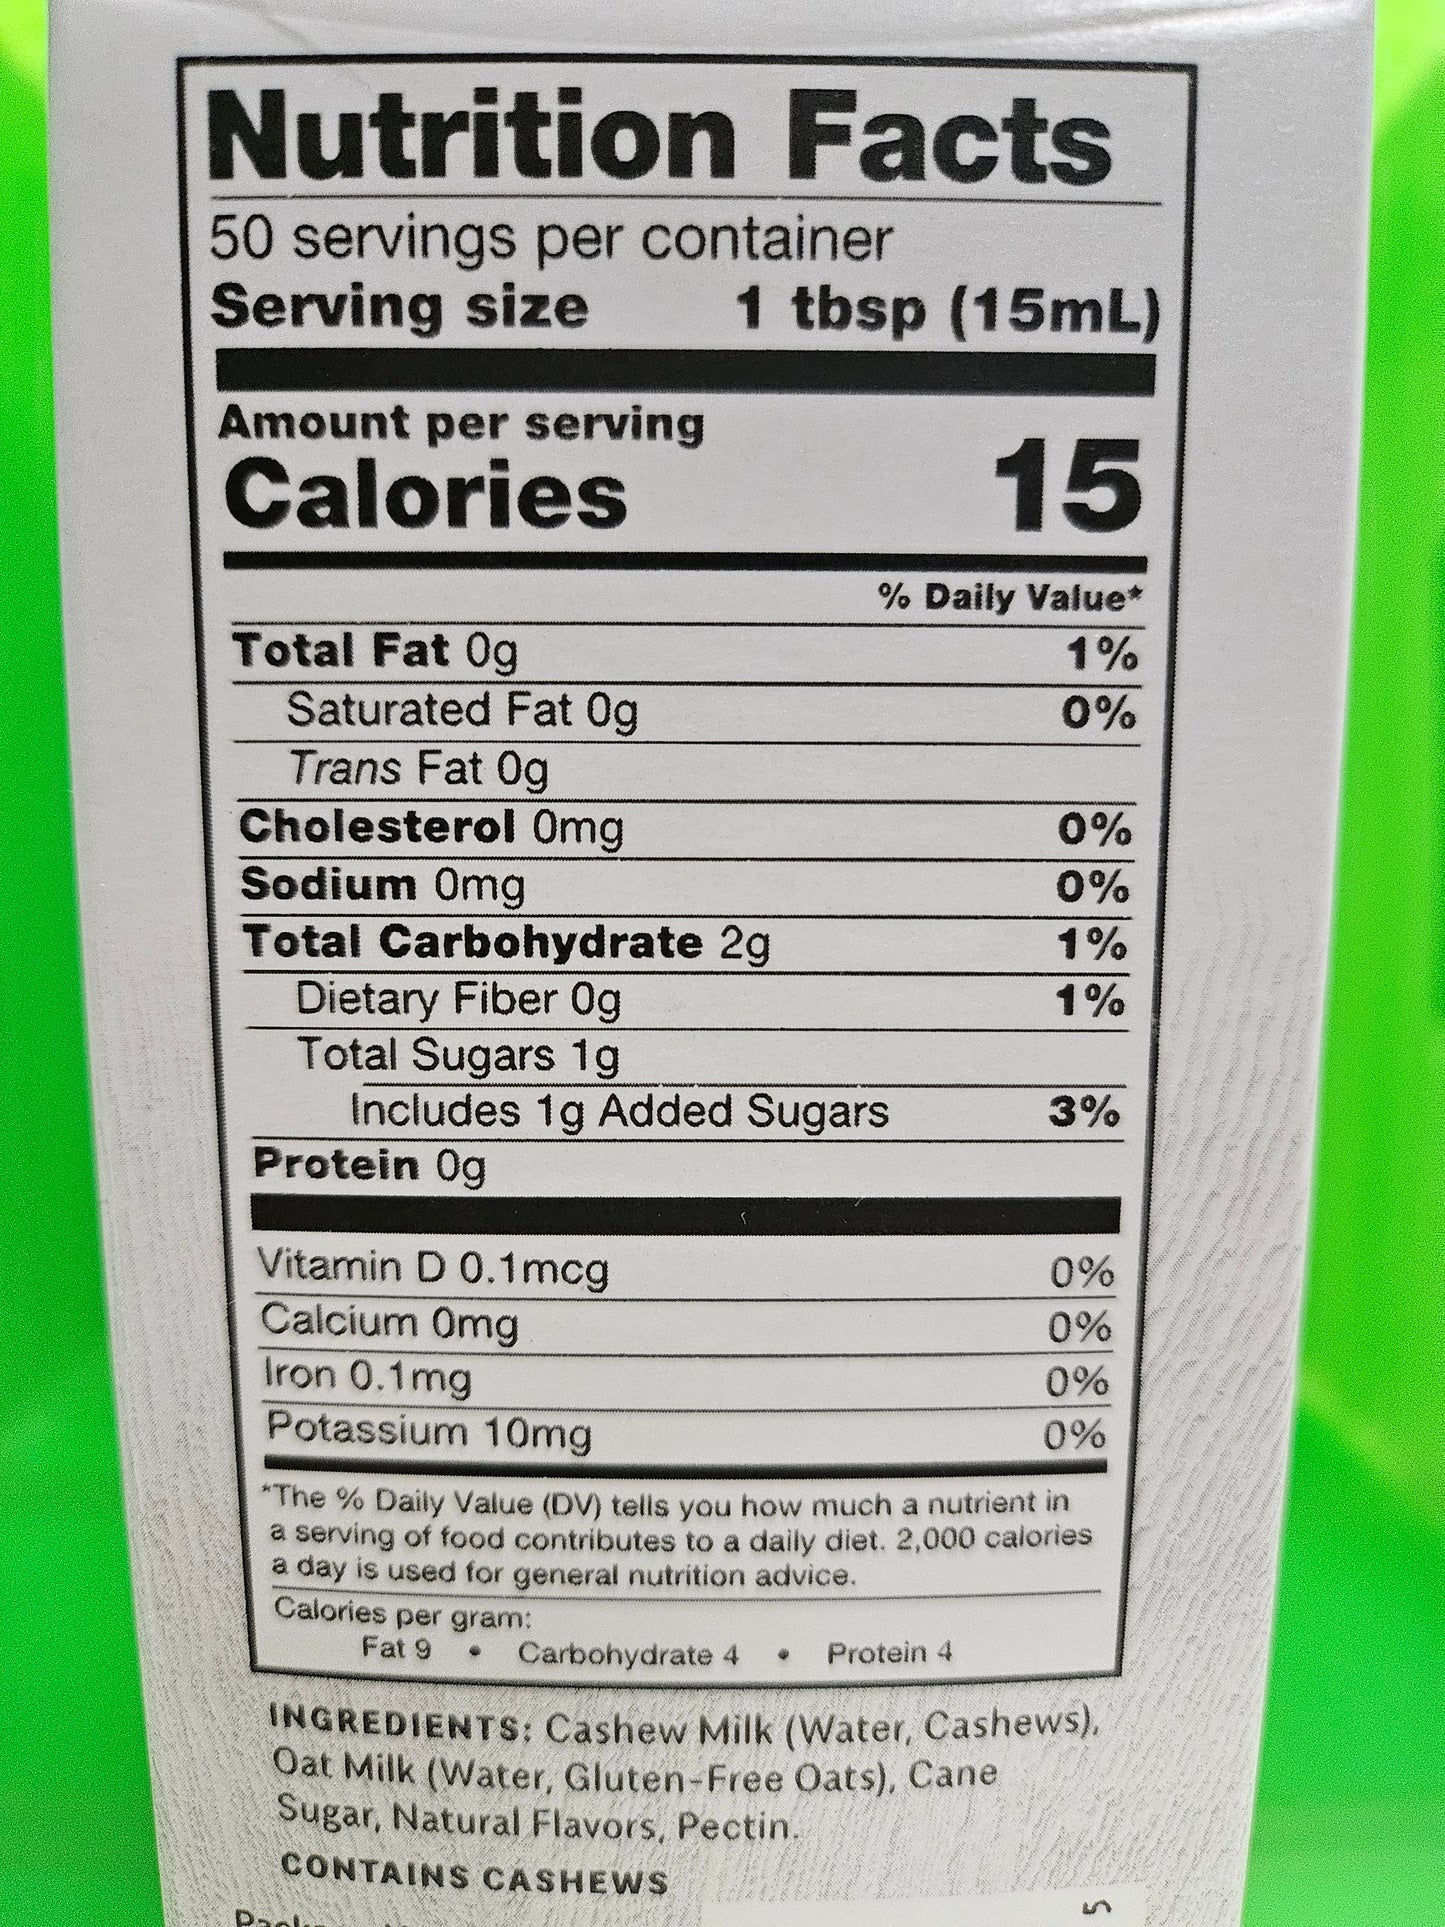 Nutrition Facts
50 servings per container
Serving size 1 tbsp (15mL)
Amount per serving
Calories 15
% Daily Value*
Total Fat 0g 1%
Saturated Fat 0g 0%
Trans Fat 0g
Cholesterol 0mg 0%
Sodium 0mg 0%
Total Carbohydrate 2g 1%
Dietary Fiber 0g 1%
Total Sugars 1g
Includes 1g Added Sugars 3%
Protein 0g
Vitamin D 0.1mcg 0%
Calcium 0mg 0%
Iron 0.1mg 0%
Potassium 10mg 0%
*The % Daily Value (DV) tells you how much a nutrient in
a serving of food contributes to a daily diet. 2,000 calories
a day is used for general nutrition advice.
Calories per gram:
Fat 9 • Carbohydrate 4 • Protein 4
INGREDIENTS: Cashew Milk (Water, Cashews),
Oat Milk (Water, Gluten-Free Oats), Cane
Sugar, Natural Flavors, Pectin.
CONTAINS CASHEWS
5